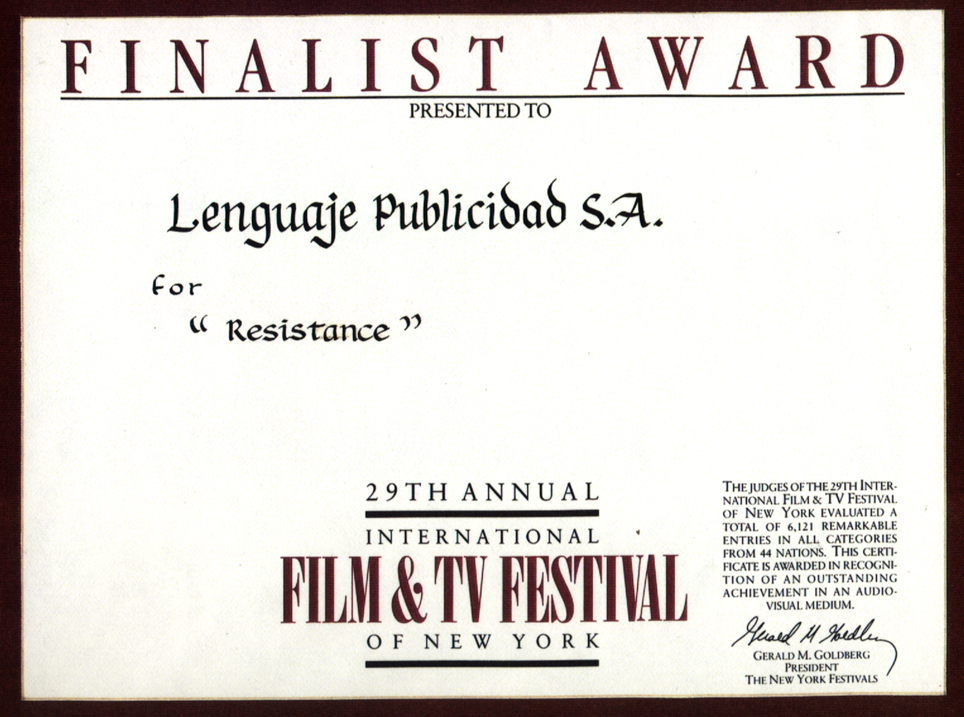 FINALIST AWARD
PRESENTED TO
Lenguaje Publicidad S.A.
for
“ Resistance ”
29TH ANNUAL
INTERNATIONAL
FILM & TV FESTIVAL
OF NEW YORK
THE JUDGES OF THE 29TH INTER-
NATIONAL FILM & TV FESTIVAL
OF NEW YORK EVALUATED A
TOTAL OF 6,121 REMARKABLE
ENTRIES IN ALL CATEGORIES
FROM 44 NATIONS. THIS CERTI-
FICATE IS AWARDED IN RECOGNI-
TION OF AN OUTSTANDING
ACHIEVEMENT IN AN AUDIO-
VISUAL MEDIUM.
Gerald M Goldberg
GERALD M. GOLDBERG
PRESIDENT
THE NEW YORK FESTIVALS